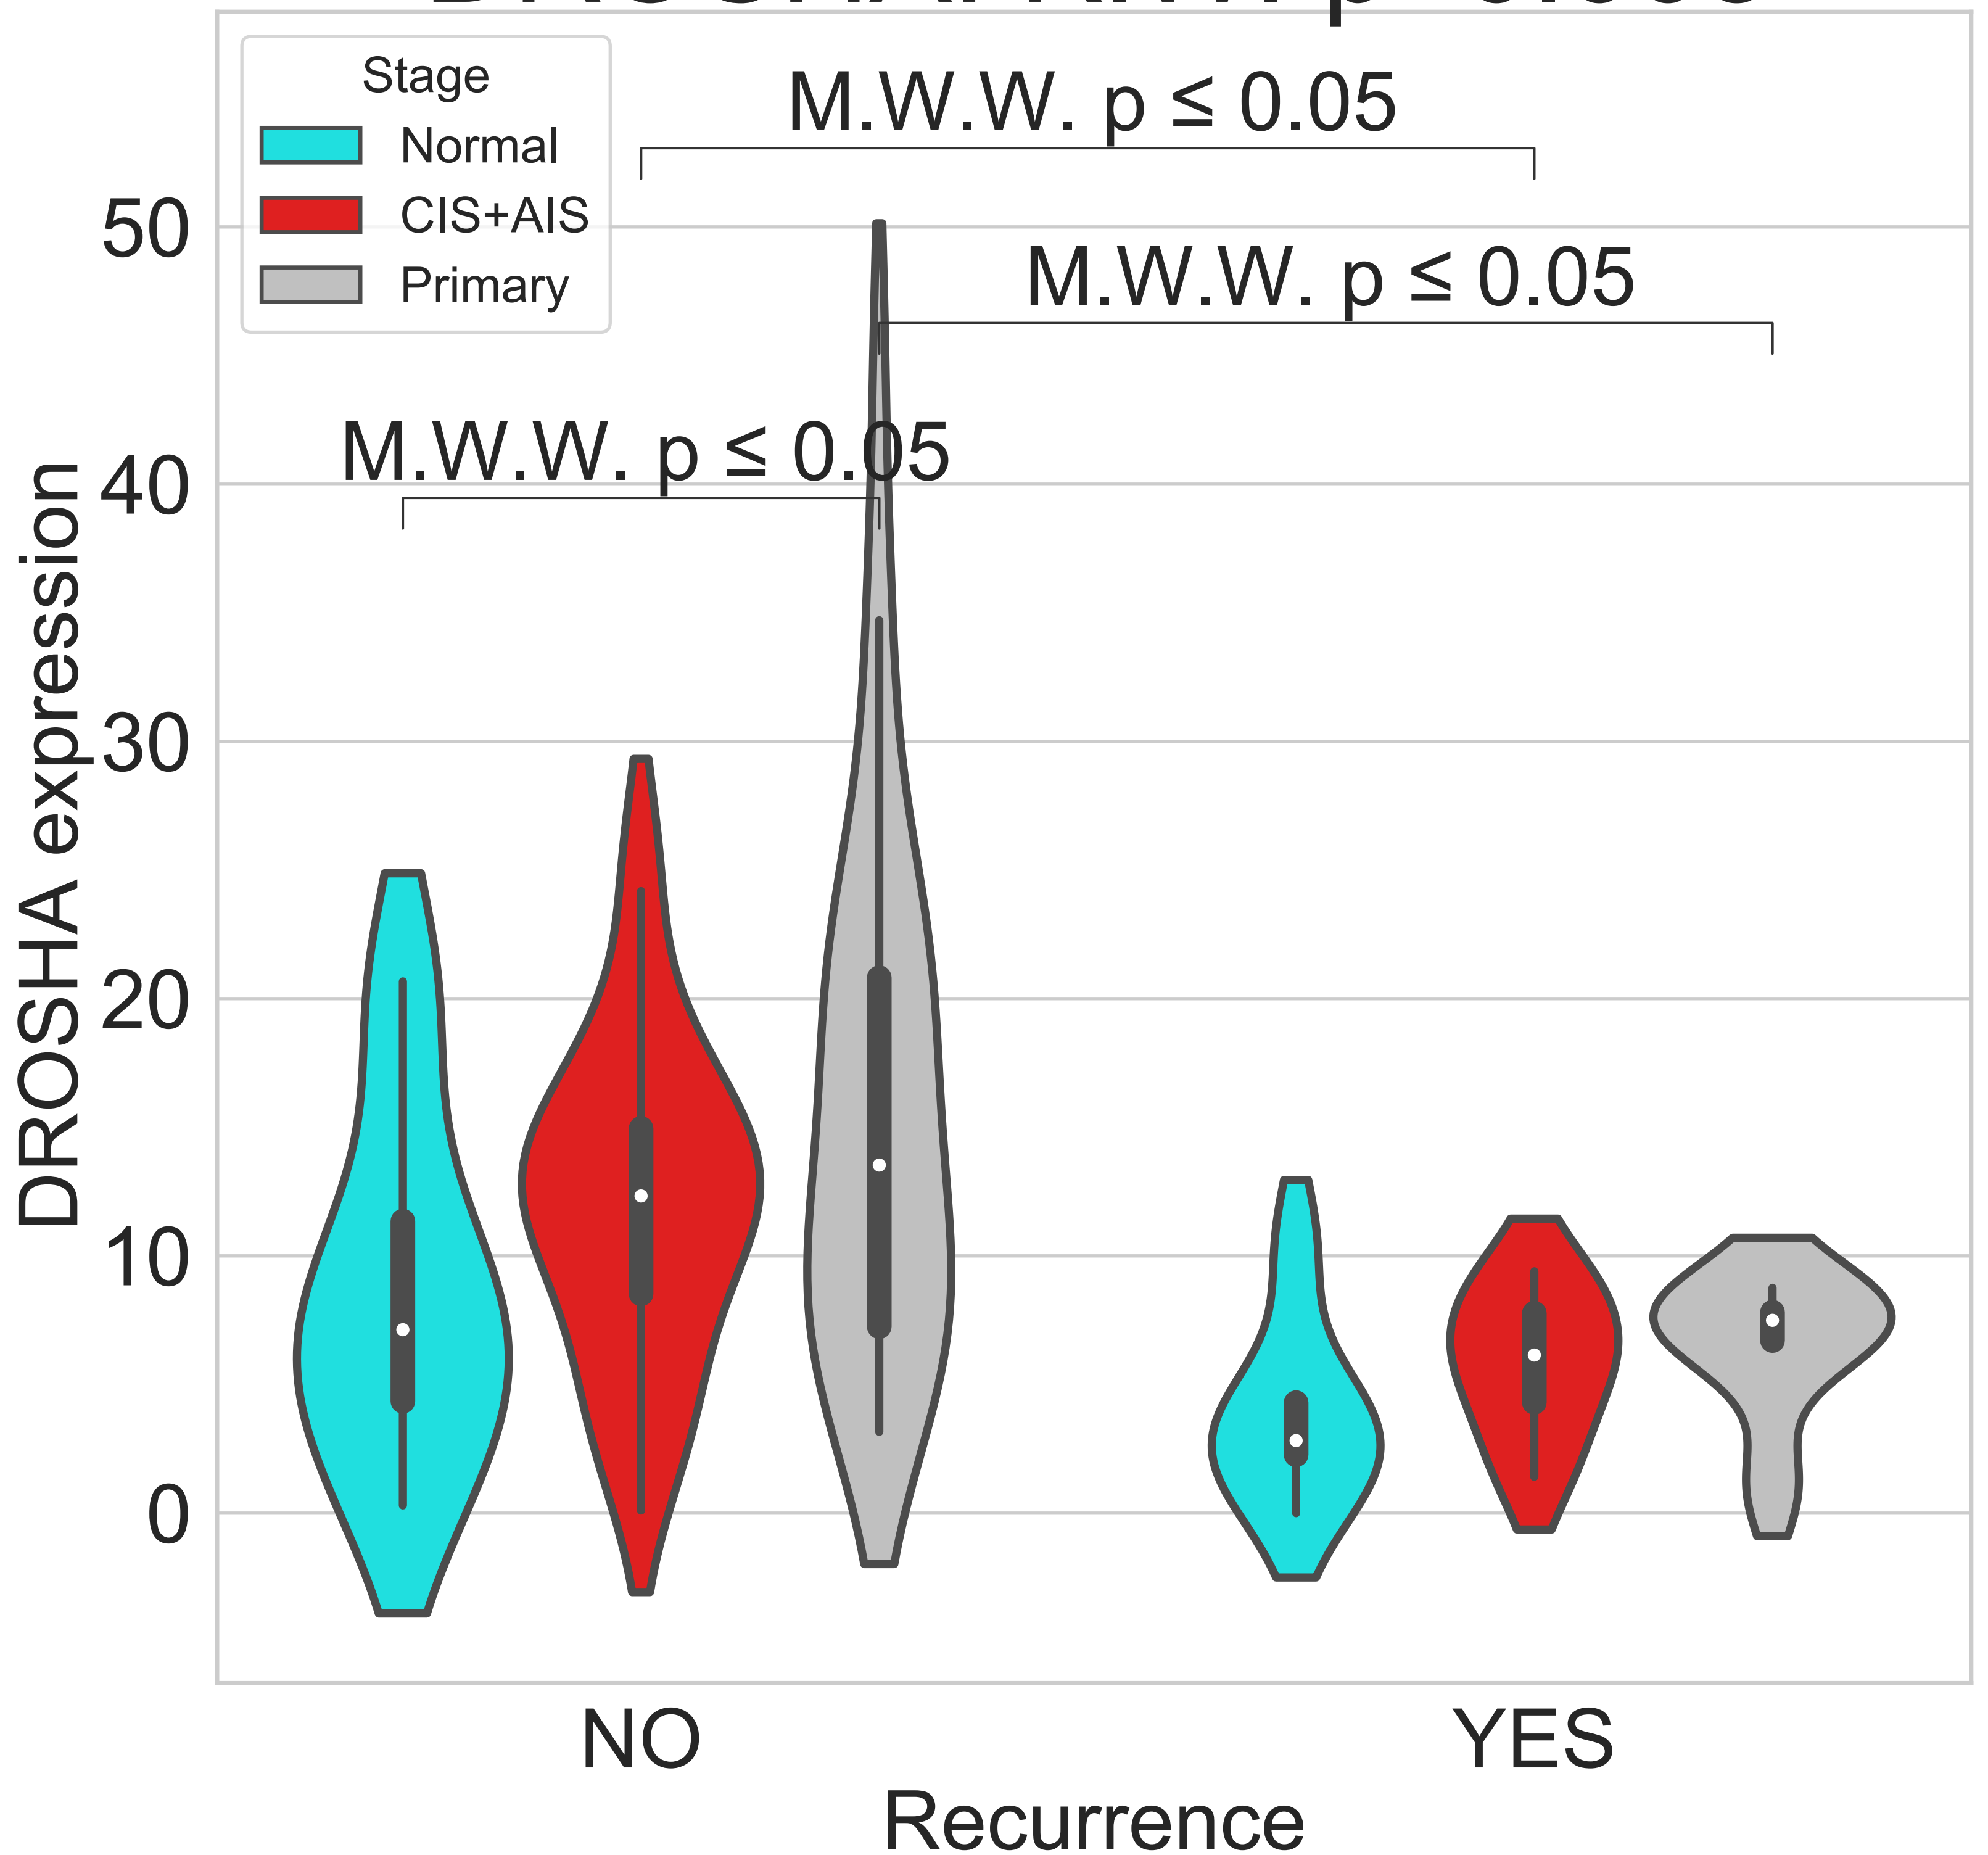 Stage
Normal
CIS+AIS
Primary
M.W.W. p ≤ 0.05
M.W.W. p ≤ 0.05
M.W.W. p ≤ 0.05
50
40
30
20
10
0
DROSHA expression
NO
YES
Recurrence